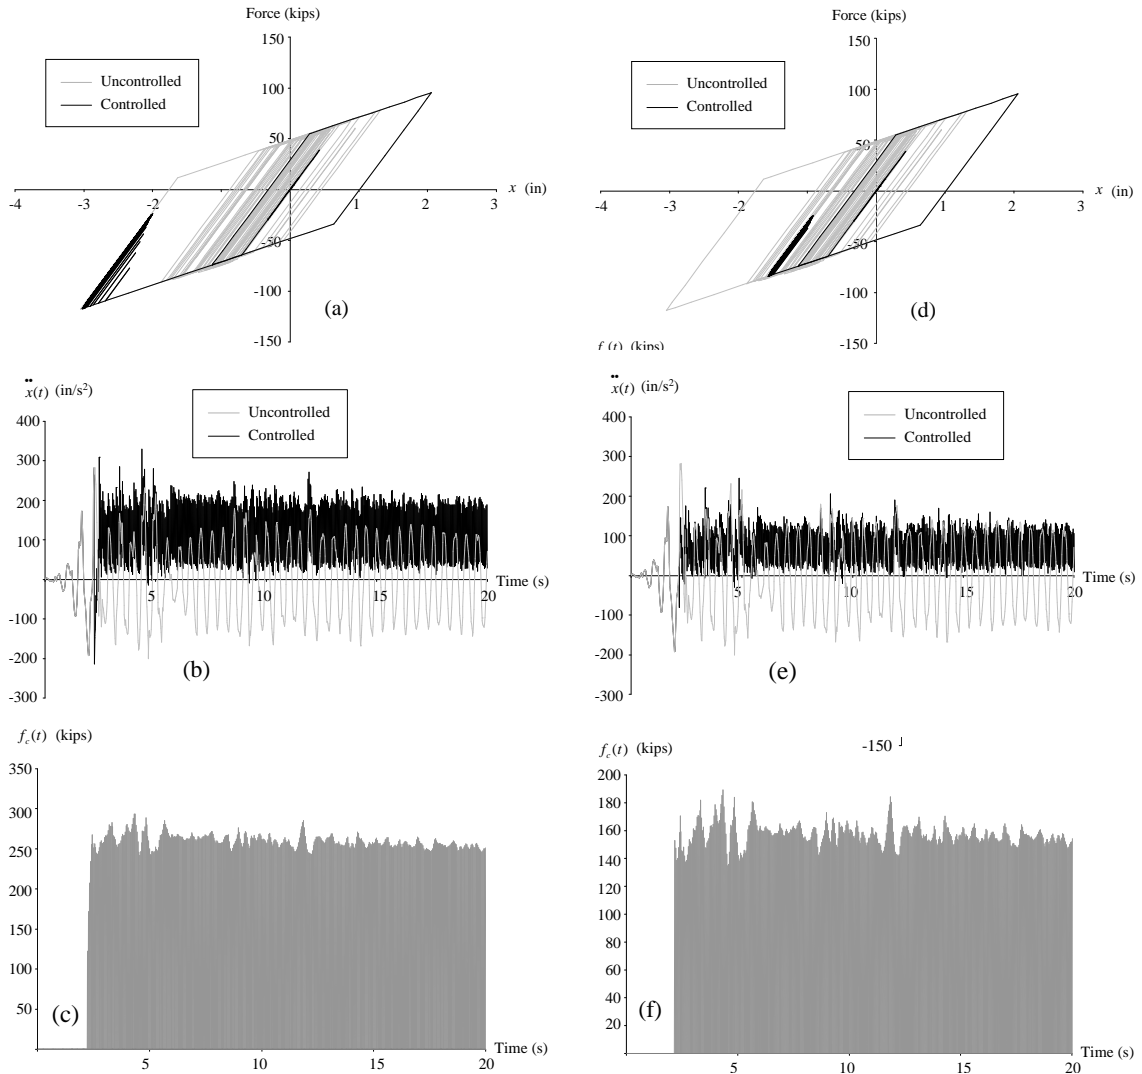 Force (kips)
150
100
50
-50
-100
-150
-4
-3
-2
-1
0
1
2
3
x (in)
Uncontrolled
Controlled
(a)
Force (kips)
150
100
50
-50
-100
-150
-4
-3
-2
-1
0
1
2
3
x (in)
Uncontrolled
Controlled
(d)
f (t) (kips)
ẍ(t) (in/s²)
400
300
200
100
-100
-200
-300
5
10
15
20
Time (s)
Uncontrolled
Controlled
(b)
ẍ(t) (in/s²)
400
300
200
100
-100
-200
-300
5
10
15
20
Time (s)
Uncontrolled
Controlled
(e)
f_c(t) (kips)
350
300
250
200
150
100
50
5
10
15
20
Time (s)
(c)
f_c(t) (kips)
-150
200
180
160
140
120
100
80
60
40
20
5
10
15
20
Time (s)
(f)